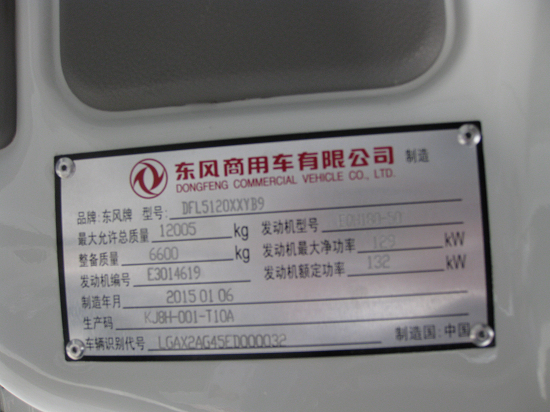 东风商用车有限公司 制造
DONGFENG COMMERCIAL VEHICLE CO., LTD.
品牌: 东风牌 型号: DFL5120XXYB9
最大允许总质量 12005 kg 发动机型号
整备质量 6600 kg 发动机最大净功率 129 kW
发动机编号 E3014619 发动机额定功率 132 kW
制造年月 2015 01 06
生产码 KJ8H-001-T10A
车辆识别代号 LGAX2AG45ED000032 制造国: 中国